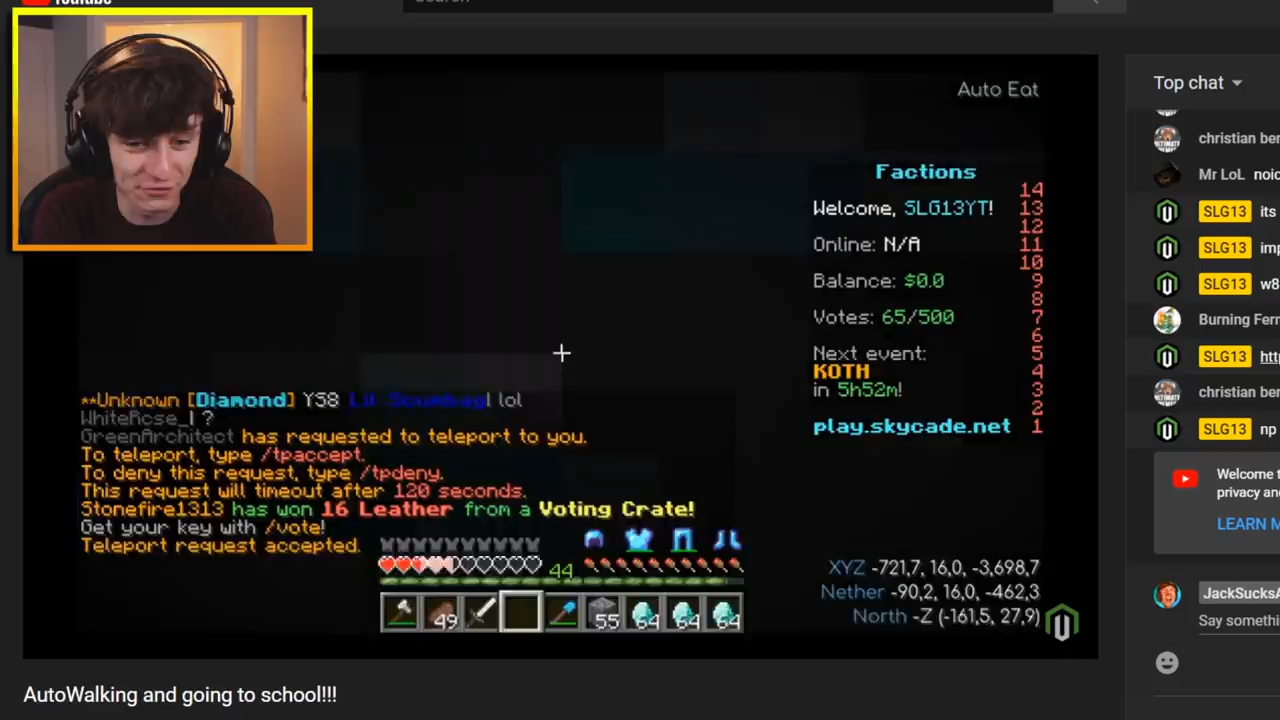 Auto Eat
Factions
14
Welcome, SLG13YT! 13
12
Online: N/A 11
10
Balance: $0.0 9
8
Votes: 65/500 7
6
Next event: 5
KOTH 4
in 5h52m! 3
2
play.skycade.net 1
**Unknown [Diamond] YS8 Lil Scumbag| lol
WhiteRose_| ?
GreenArchitect has requested to teleport to you.
To teleport, type /tpaccept.
To deny this request, type /tpdeny.
This request will timeout after 120 seconds.
Stonefire1313 has won 16 Leather from a Voting Crate!
Get your key with /vote!
Teleport request accepted.
44
49 55 64 64 64
XYZ -721,7, 16,0, -3,698,7
Nether -90,2, 16,0, -462,3
North -Z (-161,5, 27,9)
AutoWalking and going to school!!!
Top chat
christian ber
Mr LoL noic
SLG13 its
SLG13 imp
SLG13 w8
Burning Fern
SLG13 htt
christian ber
SLG13 np
Welcome t
privacy and
LEARN M
JackSucksA
Say somethi